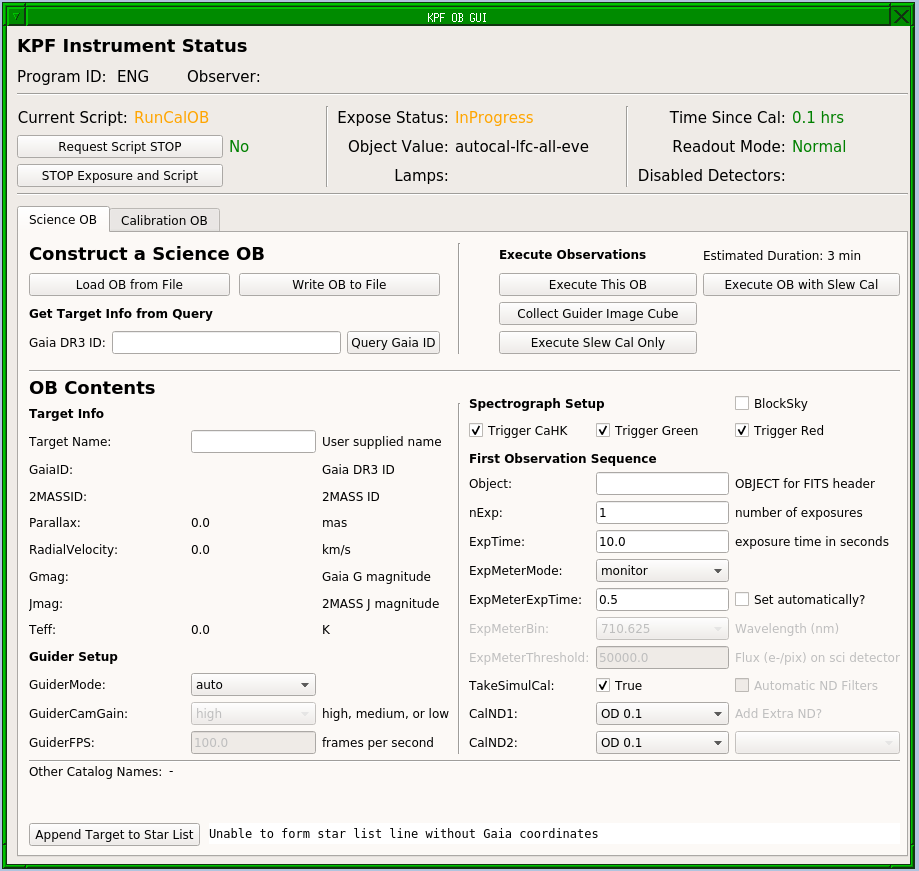 KPF OB GUI
KPF Instrument Status
Program ID: ENG Observer:
Current Script: RunCalOB
Request Script STOP No
STOP Exposure and Script
Expose Status: InProgress
Object Value: autocal-lfc-all-eve
Lamps:
Time Since Cal: 0.1 hrs
Readout Mode: Normal
Disabled Detectors:
Science OB Calibration OB
Construct a Science OB
Load OB from File Write OB to File
Get Target Info from Query
Gaia DR3 ID: Query Gaia ID
Execute Observations Estimated Duration: 3 min
Execute This OB Execute OB with Slew Cal
Collect Guider Image Cube
Execute Slew Cal Only
OB Contents
Target Info
Target Name: User supplied name
GaiaID: Gaia DR3 ID
2MASSID: 2MASS ID
Parallax: 0.0 mas
RadialVelocity: 0.0 km/s
Gmag: Gaia G magnitude
Jmag: 2MASS J magnitude
Teff: 0.0 K
Guider Setup
GuiderMode: auto
GuiderCamGain: high high, medium, or low
GuiderFPS: 100.0 frames per second
Spectrograph Setup BlockSky
Trigger CaHK Trigger Green Trigger Red
First Observation Sequence
Object: OBJECT for FITS header
nExp: 1 number of exposures
ExpTime: 10.0 exposure time in seconds
ExpMeterMode: monitor
ExpMeterExpTime: 0.5 Set automatically?
ExpMeterBin: 710.625 Wavelength (nm)
ExpMeterThreshold: 50000.0 Flux (e-/pix) on sci detector
TakeSimulCal: True Automatic ND Filters
CalND1: OD 0.1 Add Extra ND?
CalND2: OD 0.1
Other Catalog Names: -
Append Target to Star List Unable to form star list line without Gaia coordinates